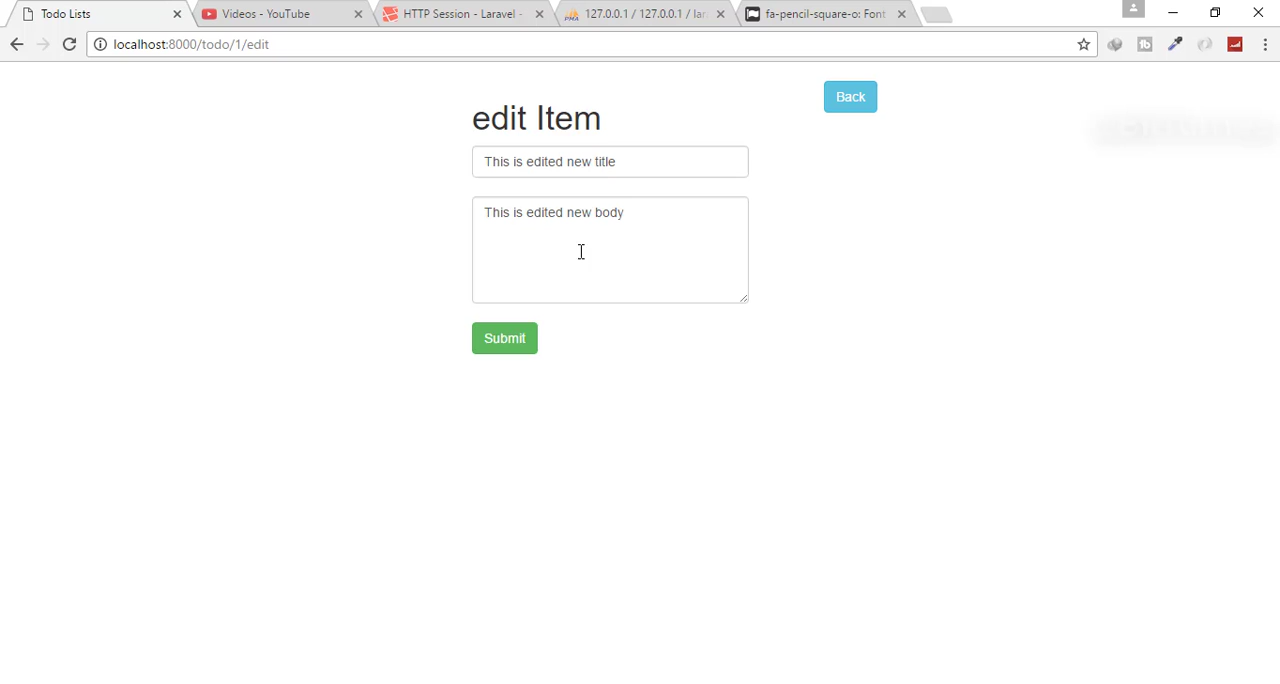 Todo Lists
Videos - YouTube
HTTP Session - Laravel -
PMA
127.0.0.1 / 127.0.0.1 / lar
fa-pencil-square-o: Font
localhost:8000/todo/1/edit
tb
Back
edit Item
This is edited new title
This is edited new body
Submit